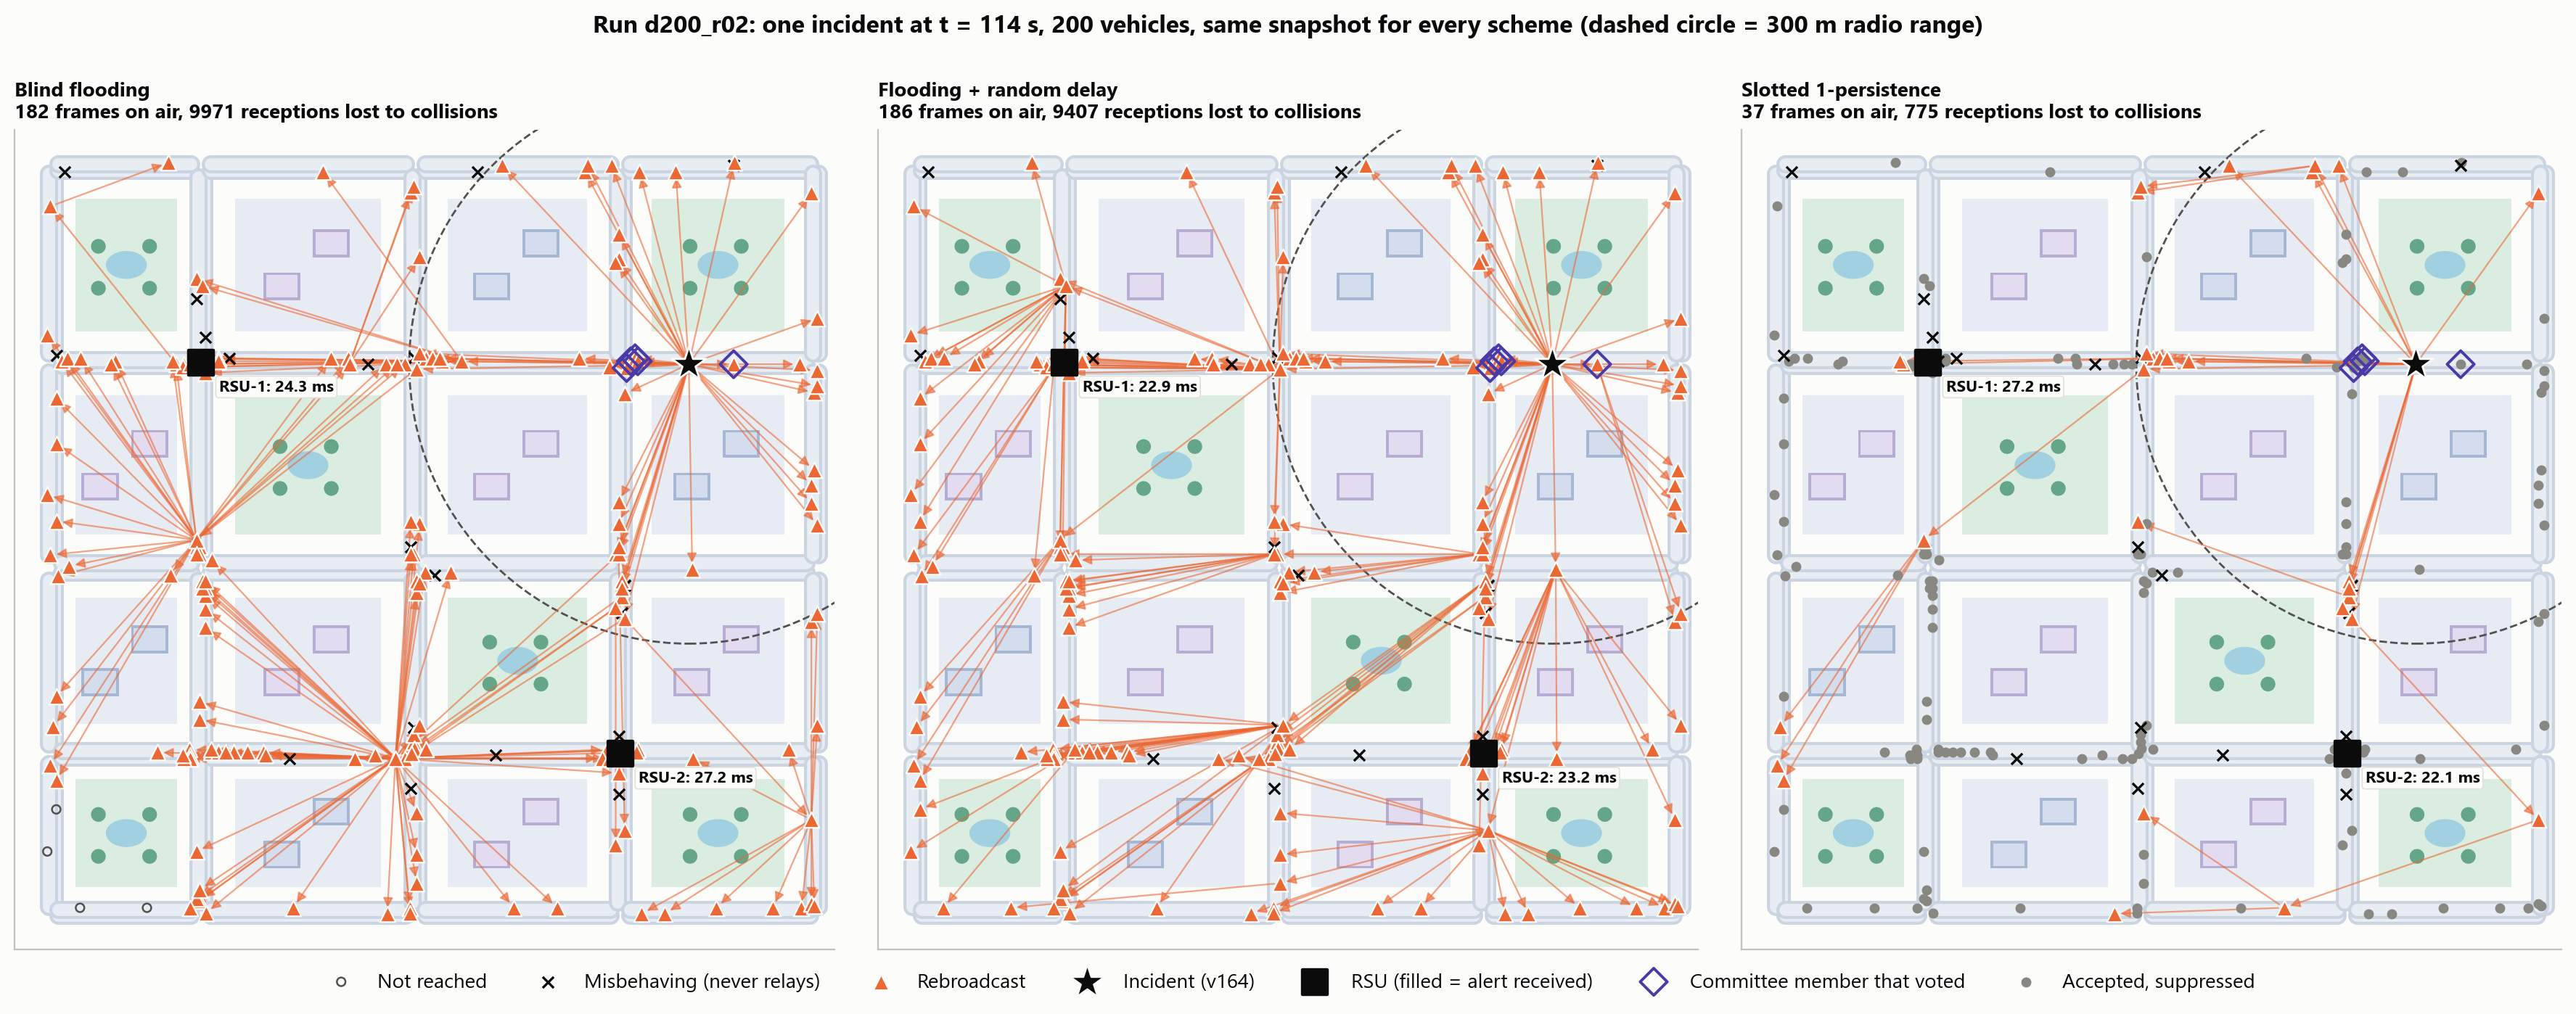 Run d200_r02: one incident at t = 114 s, 200 vehicles, same snapshot for every scheme (dashed circle = 300 m radio range)
Blind flooding
182 frames on air, 9971 receptions lost to collisions
RSU-1: 24.3 ms
RSU-2: 27.2 ms
Flooding + random delay
186 frames on air, 9407 receptions lost to collisions
RSU-1: 22.9 ms
RSU-2: 23.2 ms
Slotted 1-persistence
37 frames on air, 775 receptions lost to collisions
RSU-1: 27.2 ms
RSU-2: 22.1 ms
Not reached
Misbehaving (never relays)
Rebroadcast
Incident (v164)
RSU (filled = alert received)
Committee member that voted
Accepted, suppressed